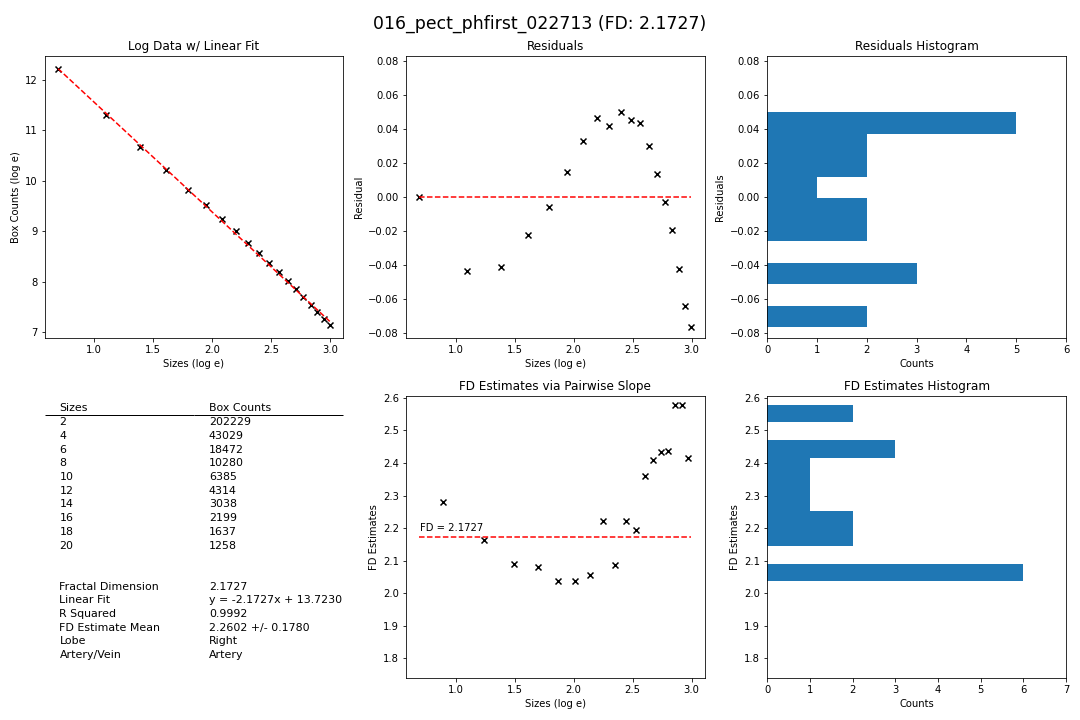 016_pect_phfirst_022713 (FD: 2.1727)
Log Data w/ Linear Fit
Box Counts (log e)
12
11
10
9
8
7
1.0 1.5 2.0 2.5 3.0
Sizes (log e)
Residuals
Residual
0.08
0.06
0.04
0.02
0.00
−0.02
−0.04
−0.06
−0.08
1.0 1.5 2.0 2.5 3.0
Sizes (log e)
Residuals Histogram
Residuals
0.08
0.06
0.04
0.02
0.00
−0.02
−0.04
−0.06
−0.08
0 1 2 3 4 5 6
Counts
Sizes Box Counts
2 202229
4 43029
6 18472
8 10280
10 6385
12 4314
14 3038
16 2199
18 1637
20 1258
Fractal Dimension 2.1727
Linear Fit y = -2.1727x + 13.7230
R Squared 0.9992
FD Estimate Mean 2.2602 +/- 0.1780
Lobe Right
Artery/Vein Artery
FD Estimates via Pairwise Slope
FD Estimates
2.6
2.5
2.4
2.3
2.2
2.1
2.0
1.9
1.8
FD = 2.1727
1.0 1.5 2.0 2.5 3.0
Sizes (log e)
FD Estimates Histogram
FD Estimates
2.6
2.5
2.4
2.3
2.2
2.1
2.0
1.9
1.8
0 1 2 3 4 5 6 7
Counts